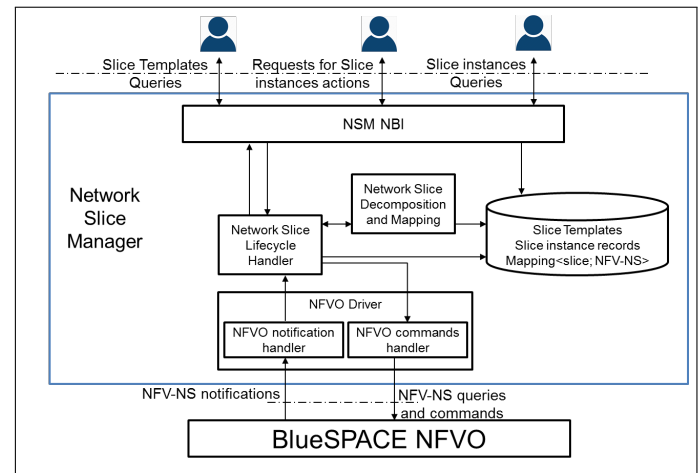 Slice Templates
Queries
Requests for Slice
instances actions
Slice instances
Queries
NSM NBI
Network
Slice
Manager
Network Slice
Decomposition
and Mapping
Network Slice
Lifecycle
Handler
Slice Templates
Slice instance records
Mapping<slice; NFV-NS>
NFVO Driver
NFVO notification
handler
NFVO commands
handler
NFV-NS notifications
NFV-NS queries
and commands
BlueSPACE NFVO